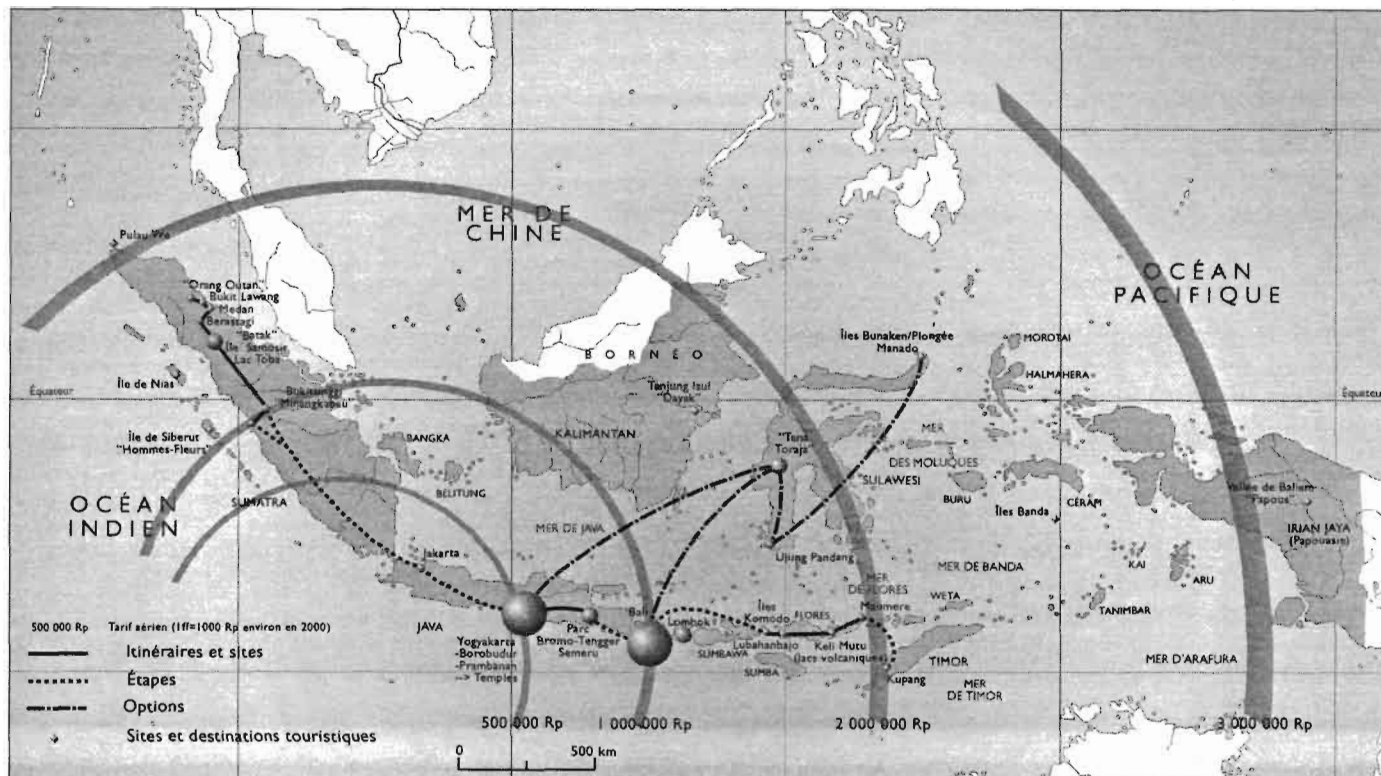 MER DE
CHINE
OCÉAN
PACIFIQUE
Pulau We
"Orang Outan"
Bukit Lawang
Medan
Berastagi
"Batak"
Île Samosir
Lac Toba
Île de Nias
Équateur
Bukittinggi
Minangkabau
Île de Siberut
"Hommes-Fleurs"
OCÉAN
INDIEN
SUMATRA
BANGKA
BELITUNG
BORNÉO
Tanjung IsuI
"Dayak"
KALIMANTAN
Îles Bunaken/Plongée
Manado
MOROTAI
HALMAHERA
Équateur
"Tana
Toraja"
MER
DES MOLUQUES
SULAWESI
BURU
CÉRAM
Îles Banda
Vallée de Baliem
"Papous"
IRIAN JAYA
(Papouasie)
MER DE JAVA
Ujung Pandang
MER DE BANDA
KAI
ARU
TANIMBAR
Jakarta
JAVA
Yogyakarta
-Borobudur
-Prambanan
--> Temples
Parc
Bromo-Tengger
Semeru
Bali
Lombok
SUMBAWA
SUMBA
Îles
Komodo
FLORES
Lubahanbajo
MER
DE FLORES
Maumere
Keli Mutu
(lacs volcaniques)
WETA
TIMOR
Kupang
MER
DE TIMOR
MER D'ARAFURA
500 000 Rp
1 000 000 Rp
2 000 000 Rp
3 000 000 Rp
500 000 Rp Tarif aérien (1ff=1000 Rp environ en 2000)
Itinéraires et sites
Étapes
Options
Sites et destinations touristiques
0 500 km